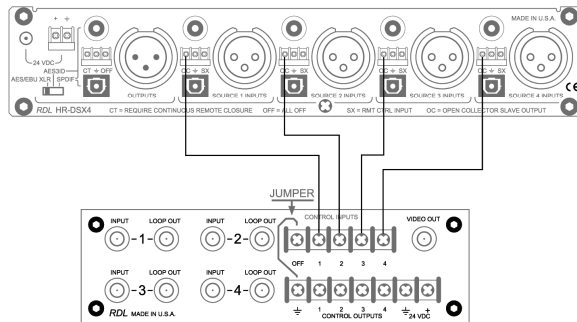 + ⏚
MADE IN U.S.A.
24 VDC
AES3ID
AES/EBU XLR SPDIF
CT ⏚ OFF
OC ⏚ SX
OC ⏚ SX
OC ⏚ SX
OC ⏚ SX
OUTPUTS
SOURCE 1 INPUTS
SOURCE 2 INPUTS
SOURCE 3 INPUTS
SOURCE 4 INPUTS
CE
RDL HR-DSX4
CT = REQUIRE CONTINUOUS REMOTE CLOSURE OFF = ALL OFF SX = RMT CTRL INPUT OC = OPEN COLLECTOR SLAVE OUTPUT
JUMPER
CONTROL INPUTS
INPUT LOOP OUT INPUT LOOP OUT
VIDEO OUT
-1- -2-
OFF 1 2 3 4
INPUT LOOP OUT INPUT LOOP OUT
-3- -4-
⏚ 1 2 3 4 ⏚ +
CONTROL OUTPUTS 24 VDC
RDL MADE IN U.S.A.